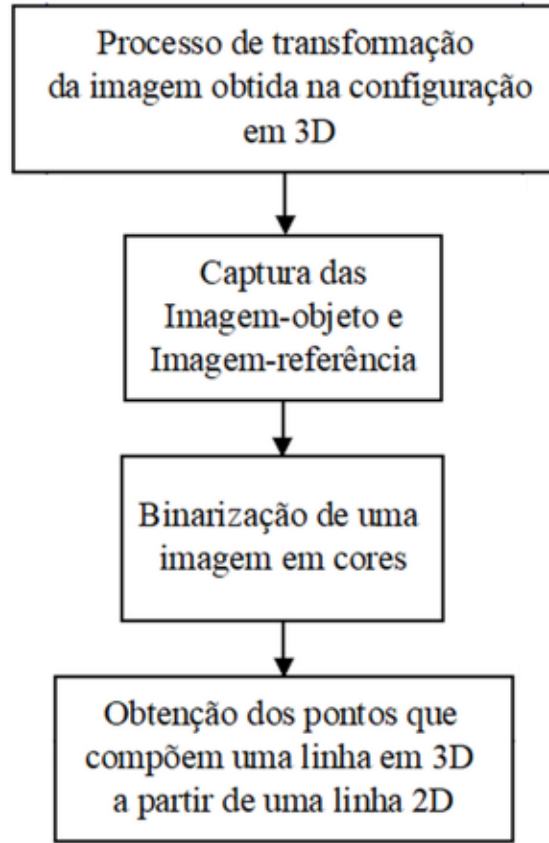 Processo de transformação
da imagem obtida na configuração
em 3D
Captura das
Imagem-objeto e
Imagem-referência
Binarização de uma
imagem em cores
Obtenção dos pontos que
compõem uma linha em 3D
a partir de uma linha 2D